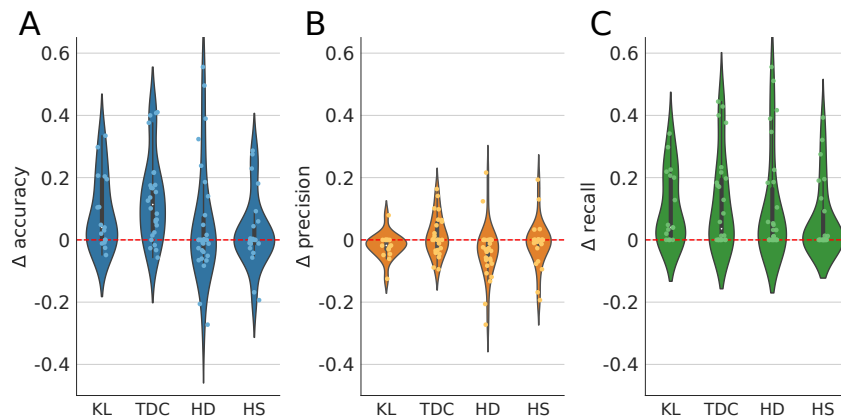 A
Δ accuracy
0.6
0.4
0.2
0
-0.2
-0.4
KL TDC HD HS
B
Δ precision
0.6
0.4
0.2
0
-0.2
-0.4
KL TDC HD HS
C
Δ recall
0.6
0.4
0.2
0
-0.2
-0.4
KL TDC HD HS